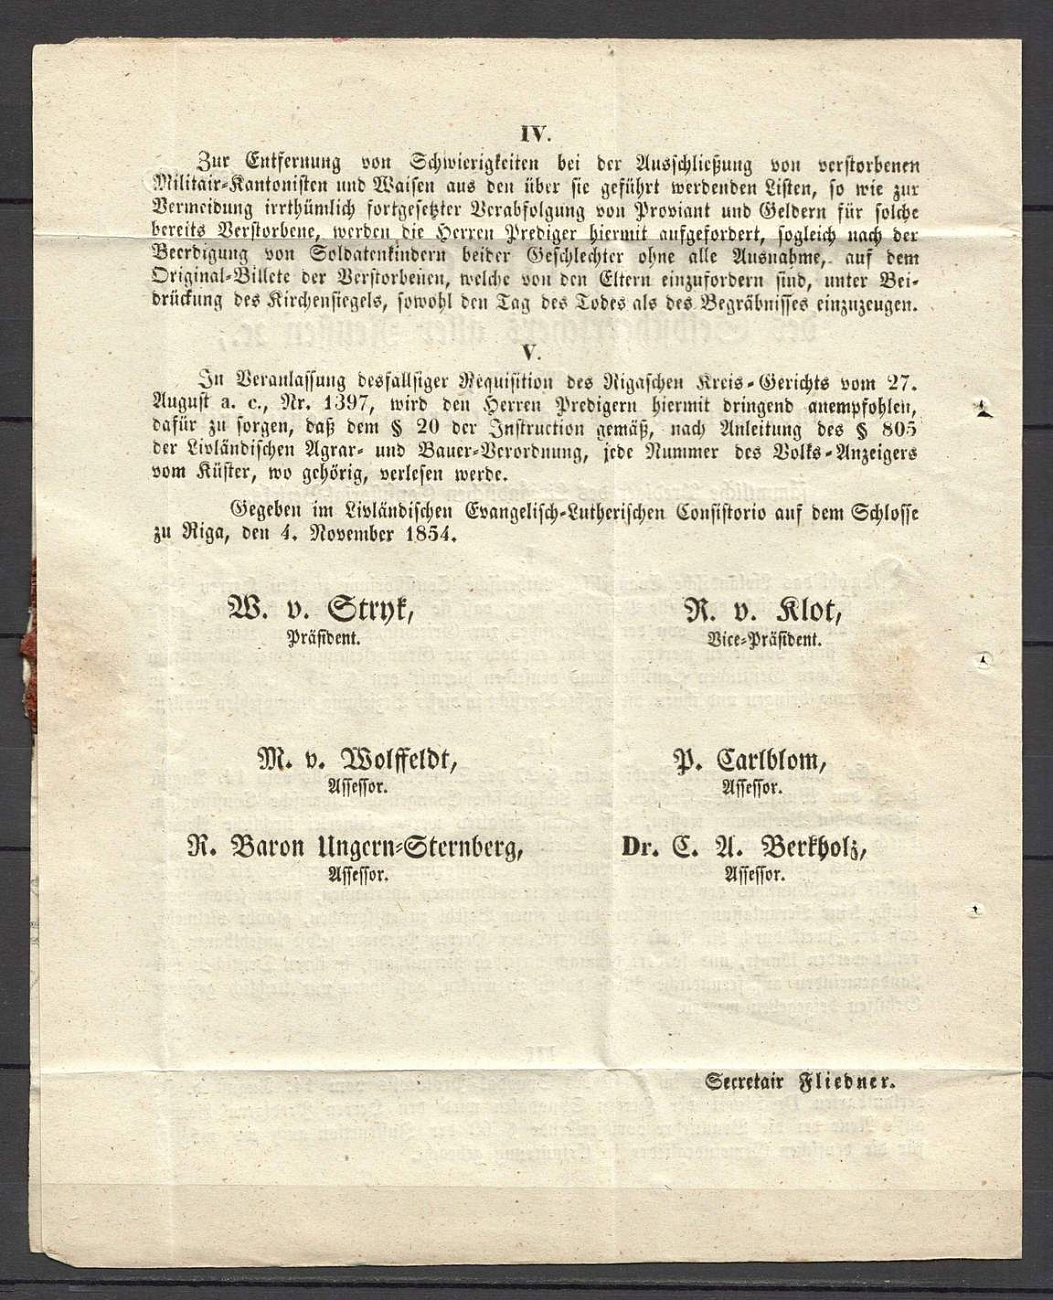 IV.
Zur Entfernung von Schwierigkeiten bei der Ausschließung von verstorbenen
Militair-Kantonisten und Waisen aus den über sie geführt werdenden Listen, so wie zur
Vermeidung irrthümlich fortgesetzter Verabfolgung von Proviant und Geldern für solche
bereits Verstorbene, werden die Herren Prediger hiermit aufgefordert, sogleich nach der
Beerdigung von Soldatenkindern beider Geschlechter ohne alle Ausnahme, auf dem
Original-Billete der Verstorbenen, welche von den Eltern einzufordern sind, unter Bei-
drückung des Kirchensiegels, sowohl den Tag des Todes als des Begräbnisses einzuzeugen.
V.
In Veranlassung desfallsiger Requisition des Rigaschen Kreis-Gerichts vom 27.
August a. c., Nr. 1397, wird den Herren Predigern hiermit dringend anempfohlen,
dafür zu sorgen, daß dem § 20 der Instruction gemäß, nach Anleitung des § 805
der Livländischen Agrar- und Bauer-Verordnung, jede Nummer des Volks-Anzeigers
vom Küster, wo gehörig, verlesen werde.
Gegeben im Livländischen Evangelisch-Lutherischen Consistorio auf dem Schlosse
zu Riga, den 4. November 1854.
W. v. Stryk,
Präsident.
R. v. Klot,
Vice-Präsident.
M. v. Wolffeldt,
Assessor.
P. Carlblom,
Assessor.
R. Baron Ungern-Sternberg,
Assessor.
Dr. C. A. Berkholz,
Assessor.
Secretair Fliedner.